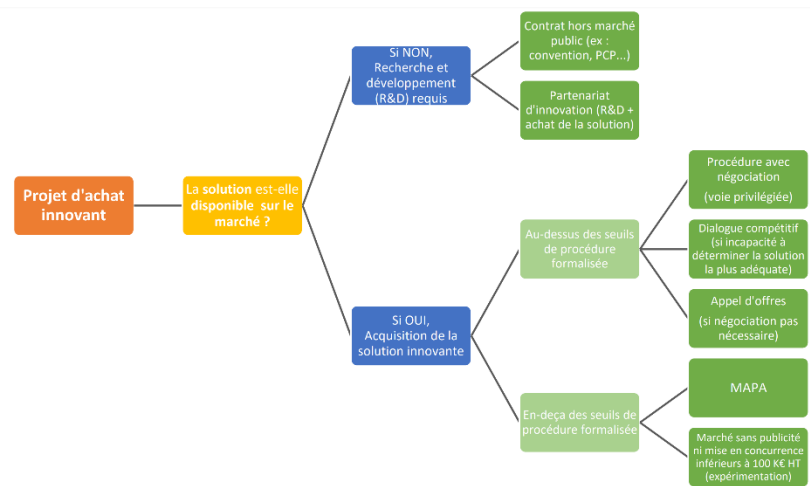 Projet d'achat
innovant
La solution est-elle
disponible sur le
marché ?
Si NON,
Recherche et
développement
(R&D) requis
Contrat hors marché
public (ex :
convention, PCP...)
Partenariat
d'innovation (R&D +
achat de la solution)
Si OUI,
Acquisition de la
solution innovante
Au-dessus des seuils
de procédure
formalisée
Procédure avec
négociation
(voie privilégiée)
Dialogue compétitif
(si incapacité à
déterminer la solution
la plus adéquate)
Appel d'offres
(si négociation pas
nécessaire)
En-deça des seuils de
procédure formalisée
MAPA
Marché sans publicité
ni mise en concurrence
inférieurs à 100 K€ HT
(expérimentation)